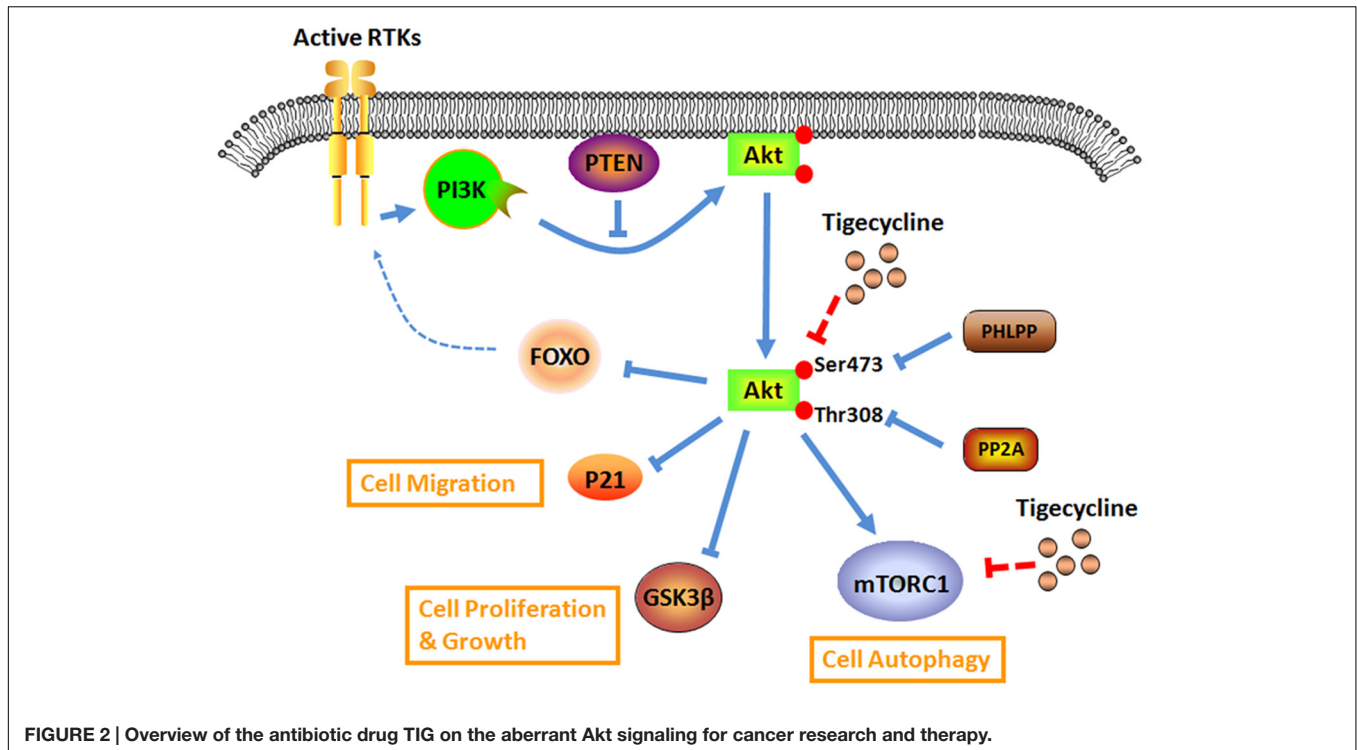 Active RTKs
PTEN
Akt
PI3K
Tigecycline
PHLPP
FOXO
Ser473
Akt
Thr308
PP2A
Cell Migration
P21
Tigecycline
mTORC1
GSK3β
Cell Proliferation
& Growth
Cell Autophagy
FIGURE 2 | Overview of the antibiotic drug TIG on the aberrant Akt signaling for cancer research and therapy.